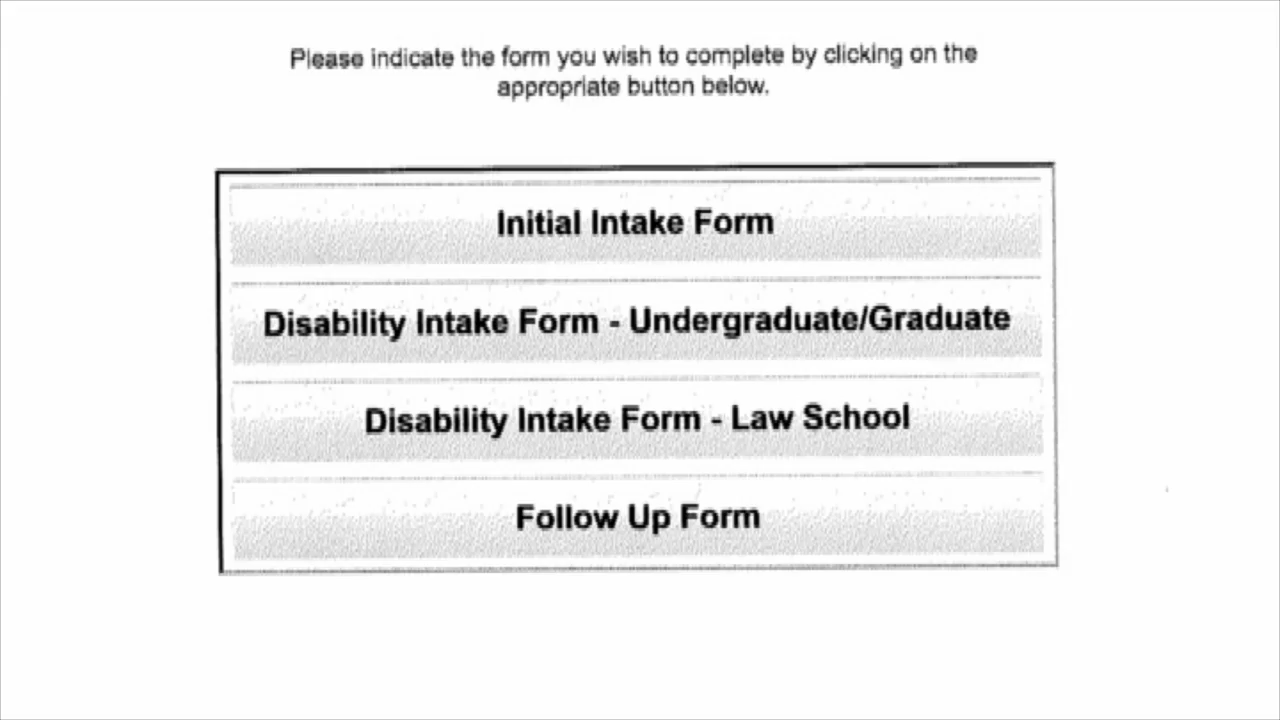 Please indicate the form you wish to complete by clicking on the
appropriate button below.
Initial Intake Form
Disability Intake Form - Undergraduate/Graduate
Disability Intake Form - Law School
Follow Up Form